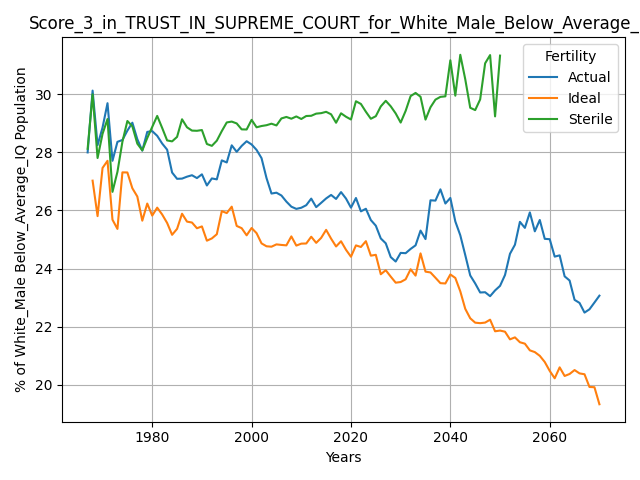 Score_3_in_TRUST_IN_SUPREME_COURT_for_White_Male_Below_Average_
Fertility
Actual
Ideal
Sterile
% of White_Male Below_Average_IQ Population
30
28
26
24
22
20
1980
2000
2020
2040
2060
Years